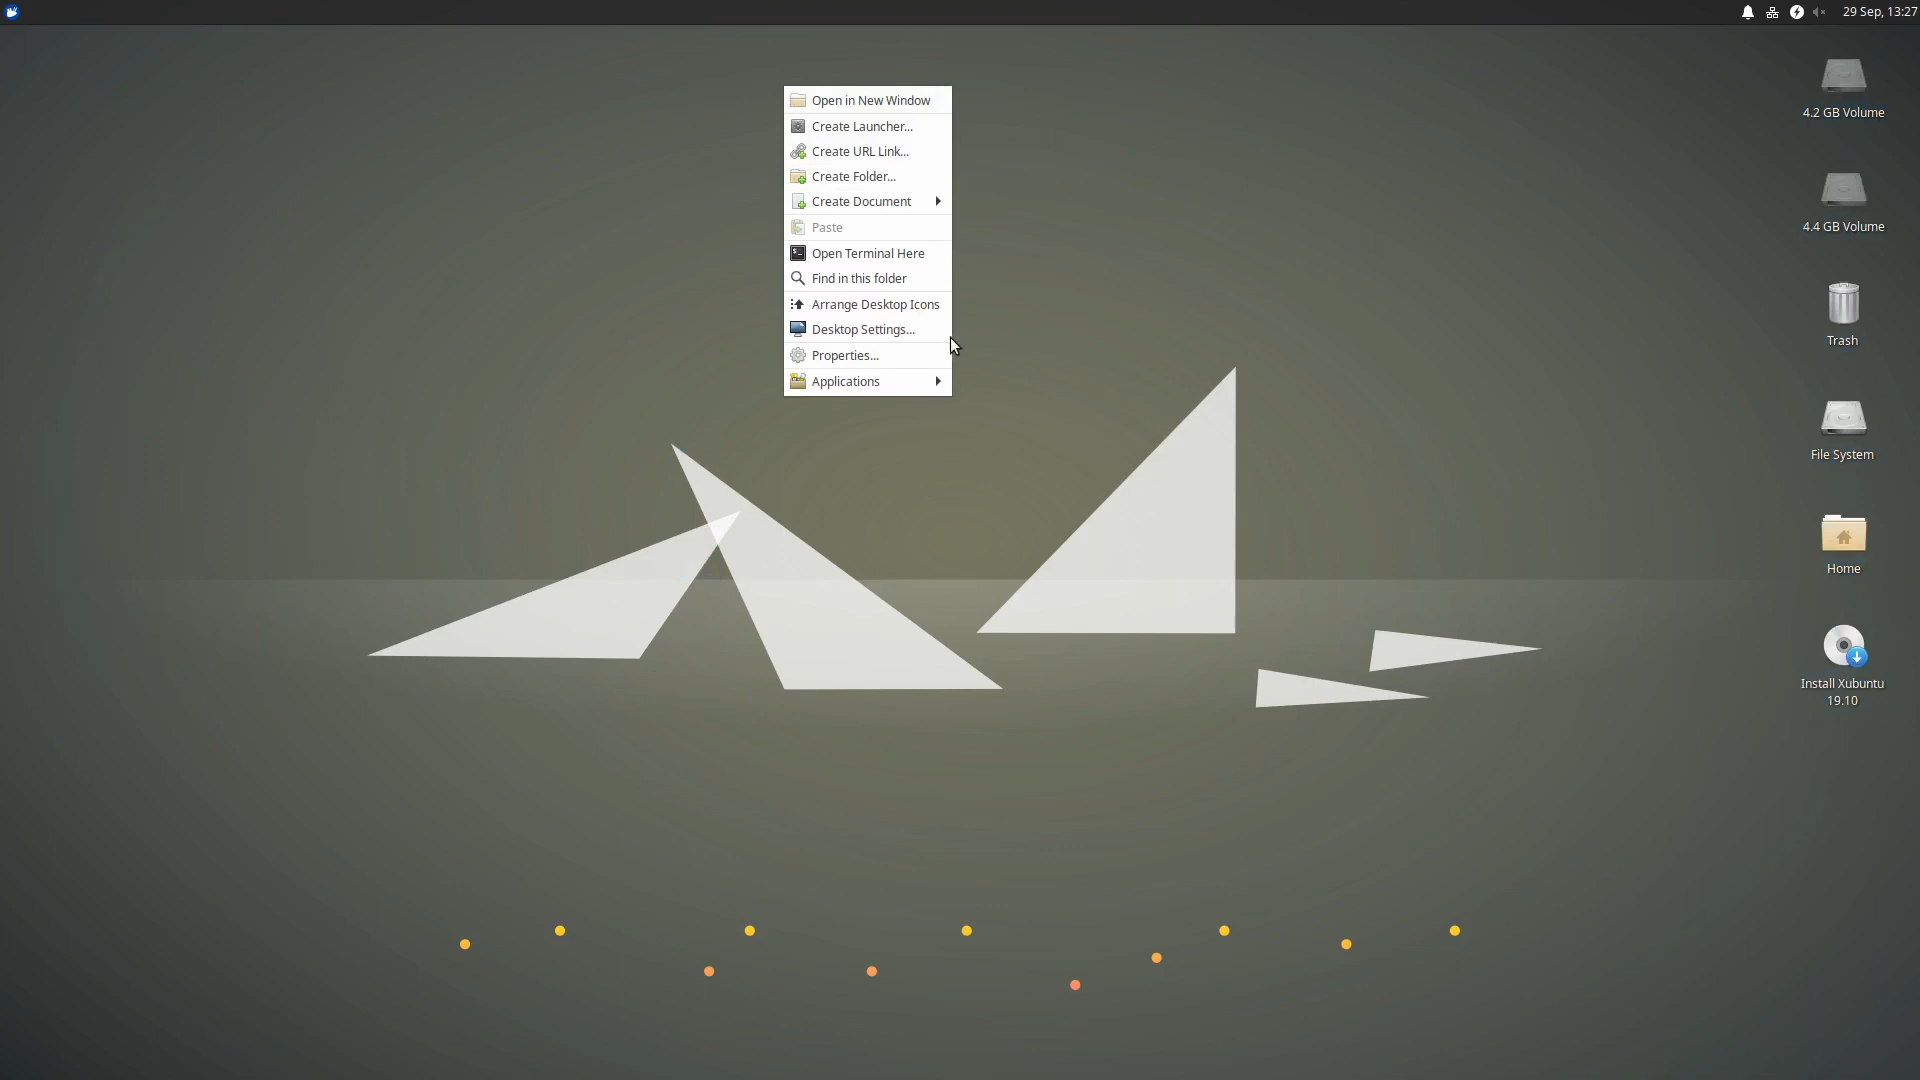 29 Sep, 13:27
Open in New Window
Create Launcher...
Create URL Link...
Create Folder...
Create Document
Paste
Open Terminal Here
Find in this folder
Arrange Desktop Icons
Desktop Settings...
Properties...
Applications
4.2 GB Volume
4.4 GB Volume
Trash
File System
Home
Install Xubuntu
19.10